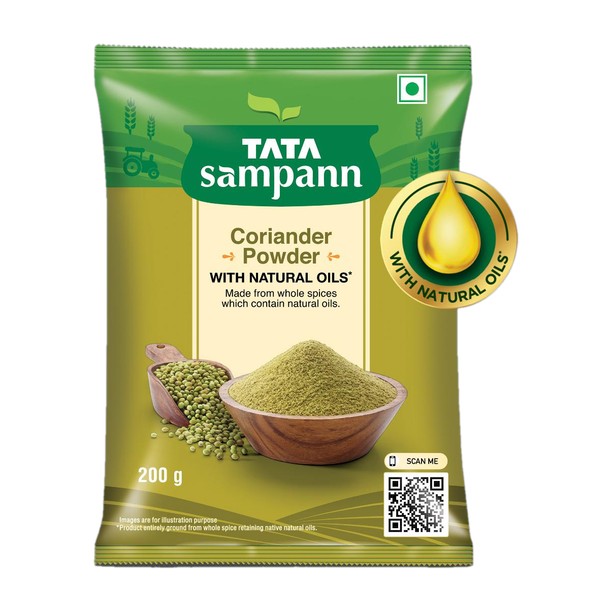 TATA
sampann
Coriander
Powder
WITH NATURAL OILS*
Made from whole spices
which contain natural oils.
WITH NATURAL OILS*
200 g
SCAN ME
Images are for illustration purpose
*Product entirely ground from whole spice retaining native natural oils.